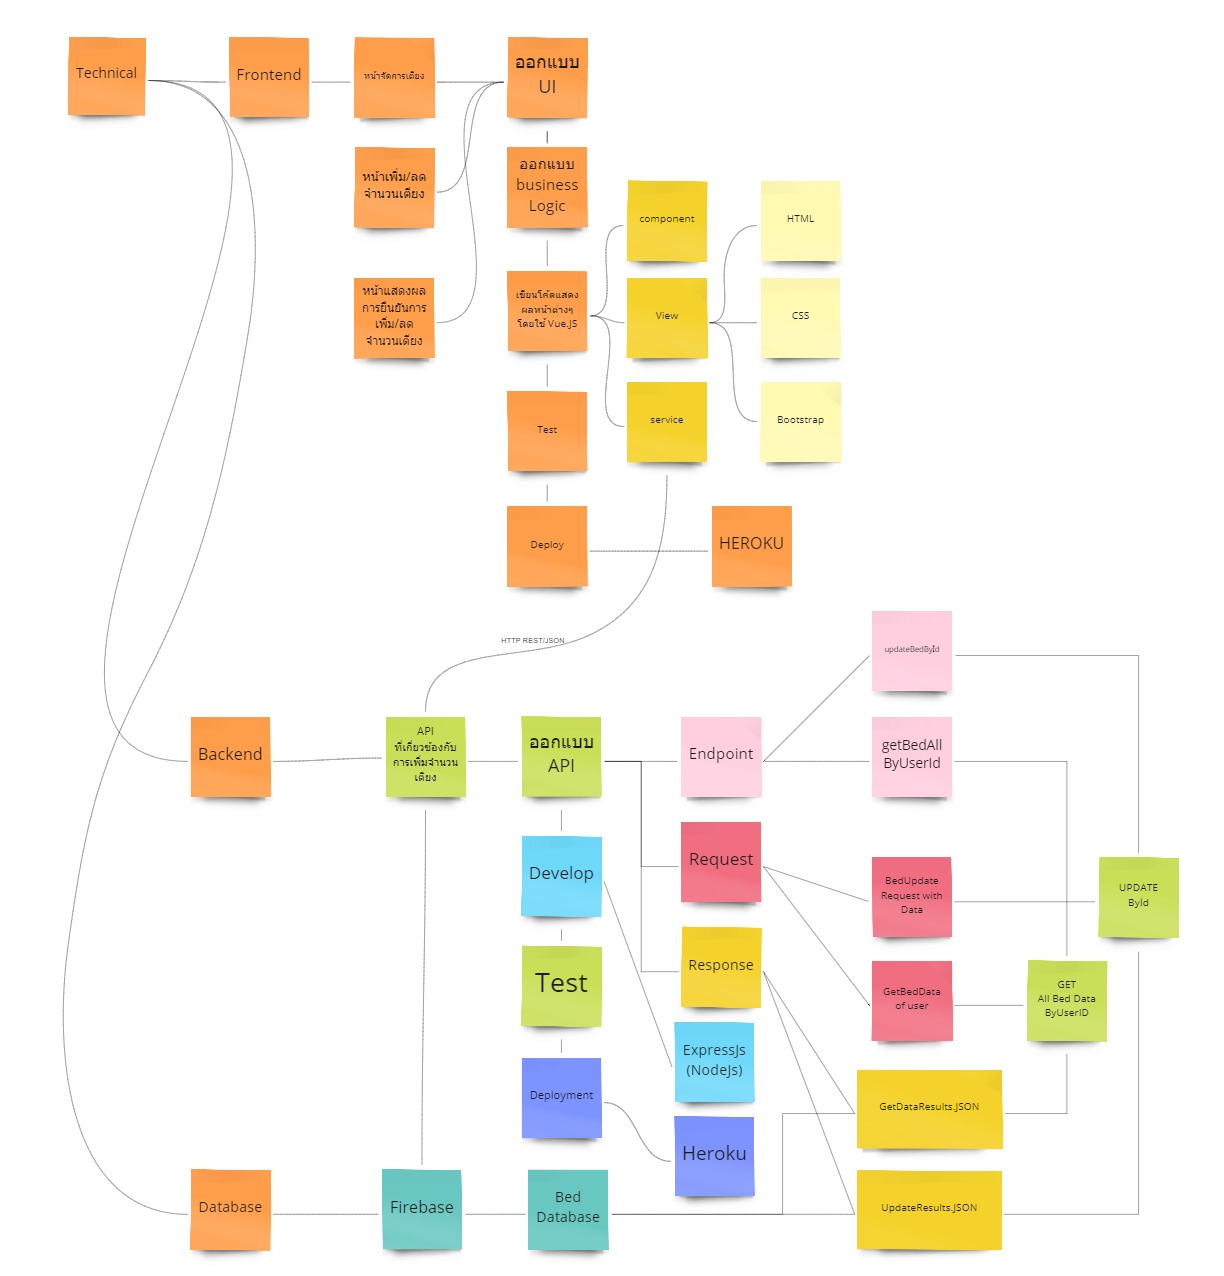 Technical
Frontend
หน้าจัดการเตียง
ออกแบบ
UI
หน้าเพิ่ม/ลด
จำนวนเตียง
ออกแบบ
business
Logic
หน้าแสดงผล
การยืนยันการ
เพิ่ม/ลด
จำนวนเตียง
เขียนโค้ดแสดง
ผลหน้าต่างๆ
โดยใช้ Vue.JS
component
HTML
View
CSS
Test
service
Bootstrap
Deploy
HEROKU
HTTP REST/JSON
updateBedById
Backend
API
ที่เกี่ยวข้องกับ
การเพิ่มจำนวน
เตียง
ออกแบบ
API
Endpoint
getBedAll
ByUserId
Develop
Request
BedUpdate
Request with
Data
UPDATE
ById
Test
Response
GetBedData
of user
GET
All Bed Data
ByUserID
ExpressJs
(NodeJs)
Deployment
GetDataResults.JSON
Heroku
Database
Firebase
Bed
Database
UpdateResults.JSON